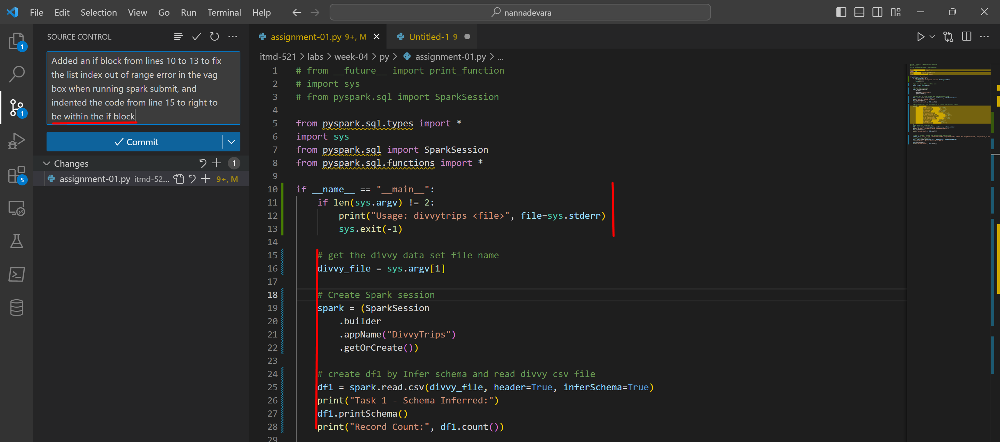 File Edit Selection View Go Run Terminal Help
nannadevara
SOURCE CONTROL
Added an if block from lines 10 to 13 to fix
the list index out of range error in the vag
box when running spark submit, and
indented the code from line 15 to right to
be within the if block
Commit
Changes 1
assignment-01.py itmd-52... 9+, M
1
1
5
assignment-01.py 9+, M
Untitled-1 9
itmd-521 > labs > week-04 > py > assignment-01.py > ...
1 # from __future__ import print_function
2 # import sys
3 # from pyspark.sql import SparkSession
4
5 from pyspark.sql.types import *
6 import sys
7 from pyspark.sql import SparkSession
8 from pyspark.sql.functions import *
9
10 if __name__ == "__main__":
11 if len(sys.argv) != 2:
12 print("Usage: divvytrips <file>", file=sys.stderr)
13 sys.exit(-1)
14
15 # get the divvy data set file name
16 divvy_file = sys.argv[1]
17
18 # Create Spark session
19 spark = (SparkSession
20 .builder
21 .appName("DivvyTrips")
22 .getOrCreate())
23
24 # create df1 by Infer schema and read divvy csv file
25 df1 = spark.read.csv(divvy_file, header=True, inferSchema=True)
26 print("Task 1 - Schema Inferred:")
27 df1.printSchema()
28 print("Record Count:", df1.count())
29